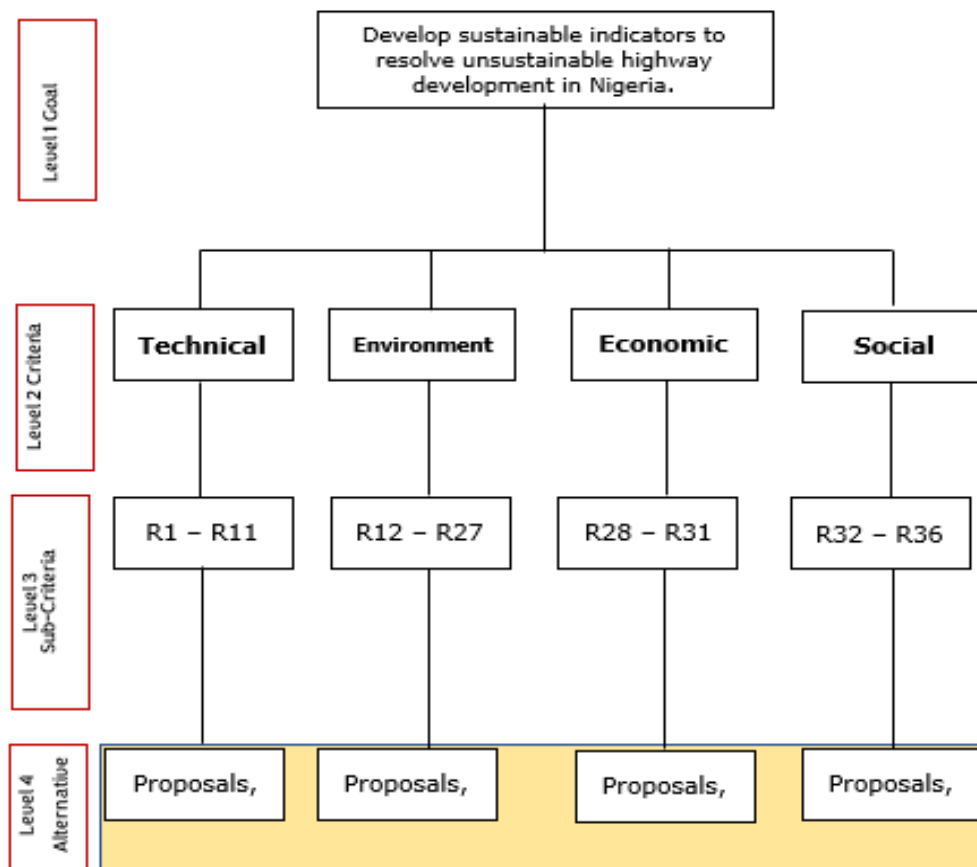 Develop sustainable indicators to
resolve unsustainable highway
development in Nigeria.
Level 1 Goal
Technical
Environment
Economic
Social
Level 2 Criteria
R1 – R11
R12 – R27
R28 – R31
R32 – R36
Level 3
Sub-Criteria
Proposals,
Proposals,
Proposals,
Proposals,
Level 4
Alternative